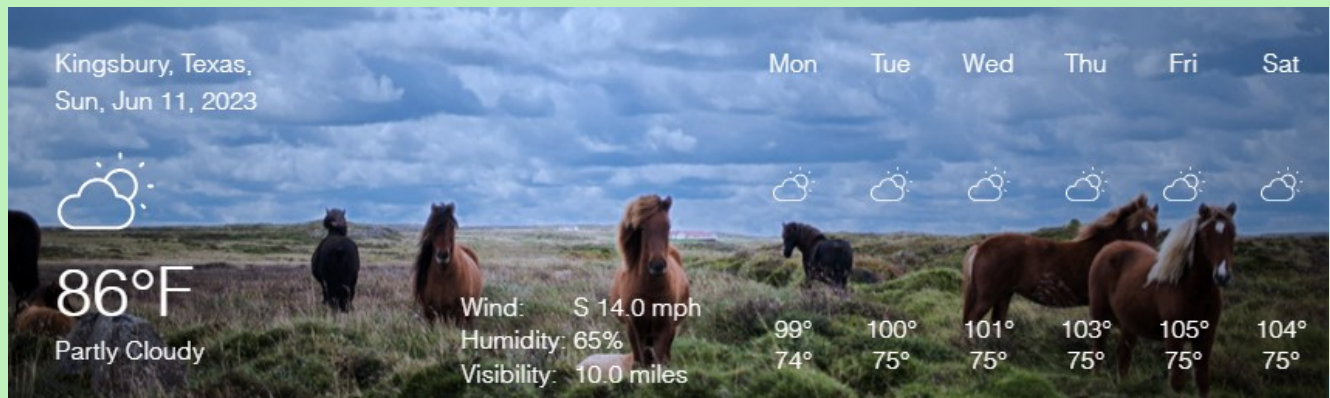 Kingsbury, Texas,
Sun, Jun 11, 2023
86°F
Partly Cloudy
Wind: S 14.0 mph
Humidity: 65%
Visibility: 10.0 miles
Mon Tue Wed Thu Fri Sat
99° 100° 101° 103° 105° 104°
74° 75° 75° 75° 75° 75°